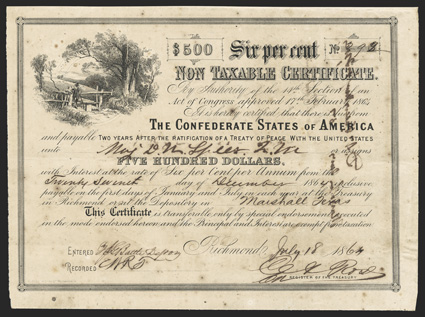 $500 Six per cent No 398
NON TAXABLE CERTIFICATE.
By Authority of the 14th Section of an
Act of Congress approved 17th February 1864
It is hereby certified that there is due from
THE CONFEDERATE STATES OF AMERICA
and payable TWO YEARS AFTER THE RATIFICATION OF A TREATY OF PEACE WITH THE UNITED STATES
unto Maj or assigns
FIVE HUNDRED DOLLARS,
with Interest at the rate of Six per Cent per Annum from the
Twenty Seventh day of December 186 inclusive
payable on the first days of January and July in each year at the Treasury
in Richmond or at the Depository in Marshall Texas
This Certificate is transferable only by special endorsement executed
in the mode endorsed hereon and the Principal and Interest are exempt from taxation
ENTERED
RECORDED
Richmond July 18 1864
REGISTER OF THE TREASURY